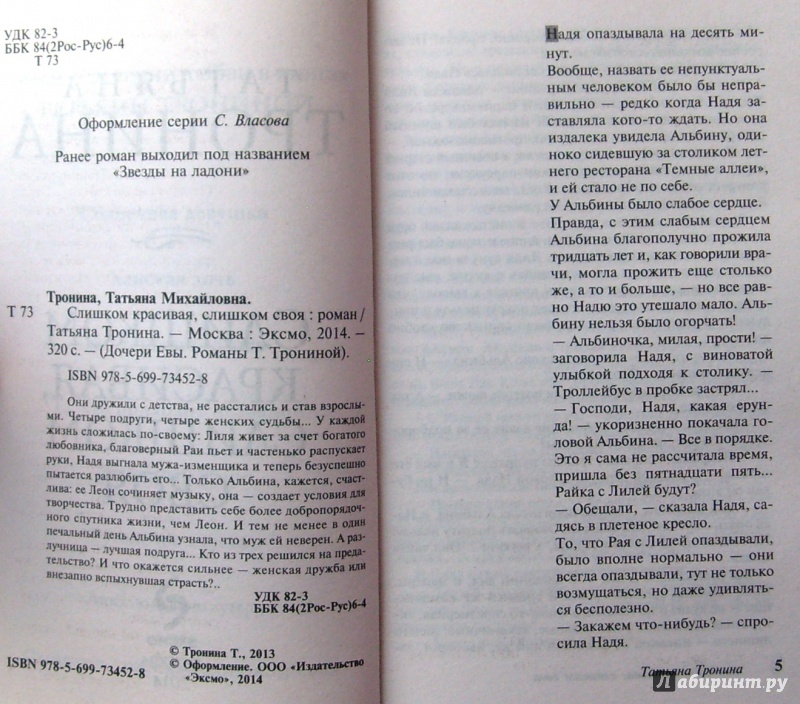 УДК 82-3
ББК 84(2Рос-Рус)6-4
Т 73
Оформление серии С. Власова
Ранее роман выходил под названием
«Звезды на ладони»
Тронина, Татьяна Михайловна.
Т 73 Слишком красивая, слишком своя : роман /
Татьяна Тронина. — Москва : Эксмо, 2014. —
320 с. — (Дочери Евы. Романы Т. Трониной).
ISBN 978-5-699-73452-8
Они дружили с детства, не расстались и став взрослы-
ми. Четыре подруги, четыре женских судьбы... У каждой
жизнь сложилась по-своему: Лиля живет за счет богатого
любовника, благоверный Раи пьет и частенько распускает
руки, Надя выгнала мужа-изменщика и теперь безуспешно
пытается разлюбить его... Только Альбина, кажется, счаст-
лива: ее Леон сочиняет музыку, она — создает условия для
творчества. Трудно представить себе более добропорядоч-
ного спутника жизни, чем Леон. И тем не менее в один
печальный день Альбина узнала, что муж ей неверен. А раз-
лучница — лучшая подруга... Кто из трех решился на преда-
тельство? И что окажется сильнее — женская дружба или
внезапно вспыхнувшая страсть?..
УДК 82-3
ББК 84(2Рос-Рус)6-4
© Тронина Т., 2013
© Оформление. ООО «Издательство
«Эксмо», 2014
ISBN 978-5-699-73452-8
Надя опаздывала на десять ми-
нут.
Вообще, назвать ее непунктуаль-
ным человеком было бы непра-
вильно — редко когда Надя за-
ставляла кого-то ждать. Но она
издалека увидела Альбину, оди-
ноко сидевшую за столиком лет-
него ресторана «Темные аллеи»,
и ей стало не по себе.
У Альбины было слабое сердце.
Правда, с этим слабым сердцем
Альбина благополучно прожила
тридцать лет и, как говорили вра-
чи, могла прожить еще столько
же, а то и больше, — но все рав-
но Надю это утешало мало. Аль-
бину нельзя было огорчать!
— Альбиночка, милая, прости! —
заговорила Надя, с виноватой
улыбкой подходя к столику. —
Троллейбус в пробке застрял...
— Господи, Надя, какая ерун-
да! — укоризненно покачала го-
ловой Альбина. — Все в порядке.
Это я сама не рассчитала время,
пришла без пятнадцати пять...
Райка с Лилей будут?
— Обещали, — сказала Надя, са-
дясь в плетеное кресло.
То, что Рая с Лилей опаздывали,
было вполне нормально — они
всегда опаздывали, тут не только
возмущаться, но даже удивлять-
ся бесполезно.
— Закажем что-нибудь? — спро-
сила Надя.
Татьяна Тронина 5
Лабиринт.ру